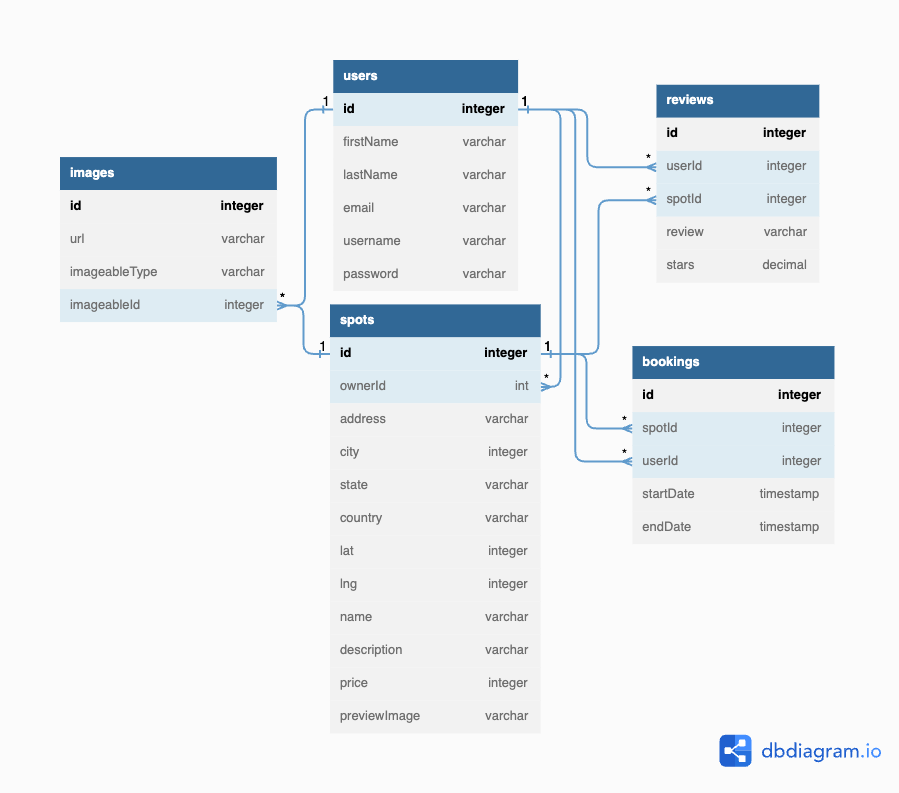 users
1 id integer 1
firstName varchar
lastName varchar
email varchar
username varchar
password varchar
reviews
id integer
* userId integer
* spotId integer
review varchar
stars decimal
images
id integer
url varchar
imageableType varchar
imageableId integer *
spots
1 id integer 1
ownerId int *
address varchar
city integer
state varchar
country varchar
lat integer
lng integer
name varchar
description varchar
price integer
previewImage varchar
bookings
id integer
* spotId integer
* userId integer
startDate timestamp
endDate timestamp
dbdiagram.io